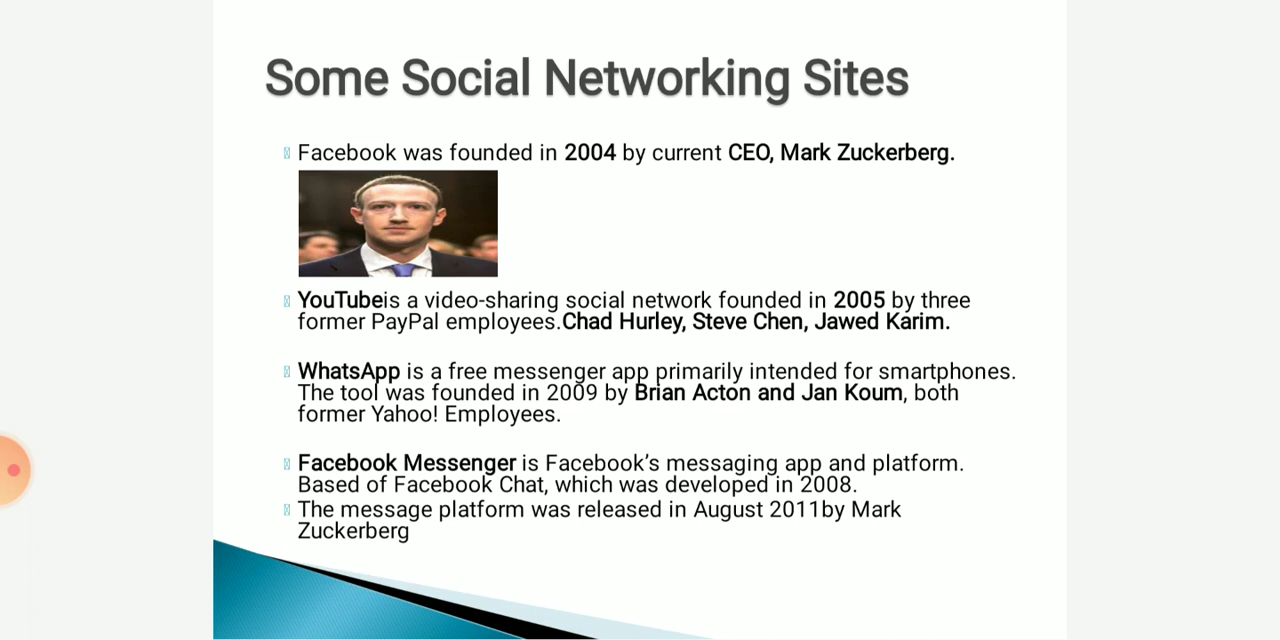 Some Social Networking Sites
Facebook was founded in 2004 by current CEO, Mark Zuckerberg.
YouTubeis a video-sharing social network founded in 2005 by three
former PayPal employees.Chad Hurley, Steve Chen, Jawed Karim.
WhatsApp is a free messenger app primarily intended for smartphones.
The tool was founded in 2009 by Brian Acton and Jan Koum, both
former Yahoo! Employees.
Facebook Messenger is Facebook’s messaging app and platform.
Based of Facebook Chat, which was developed in 2008.
The message platform was released in August 2011by Mark
Zuckerberg